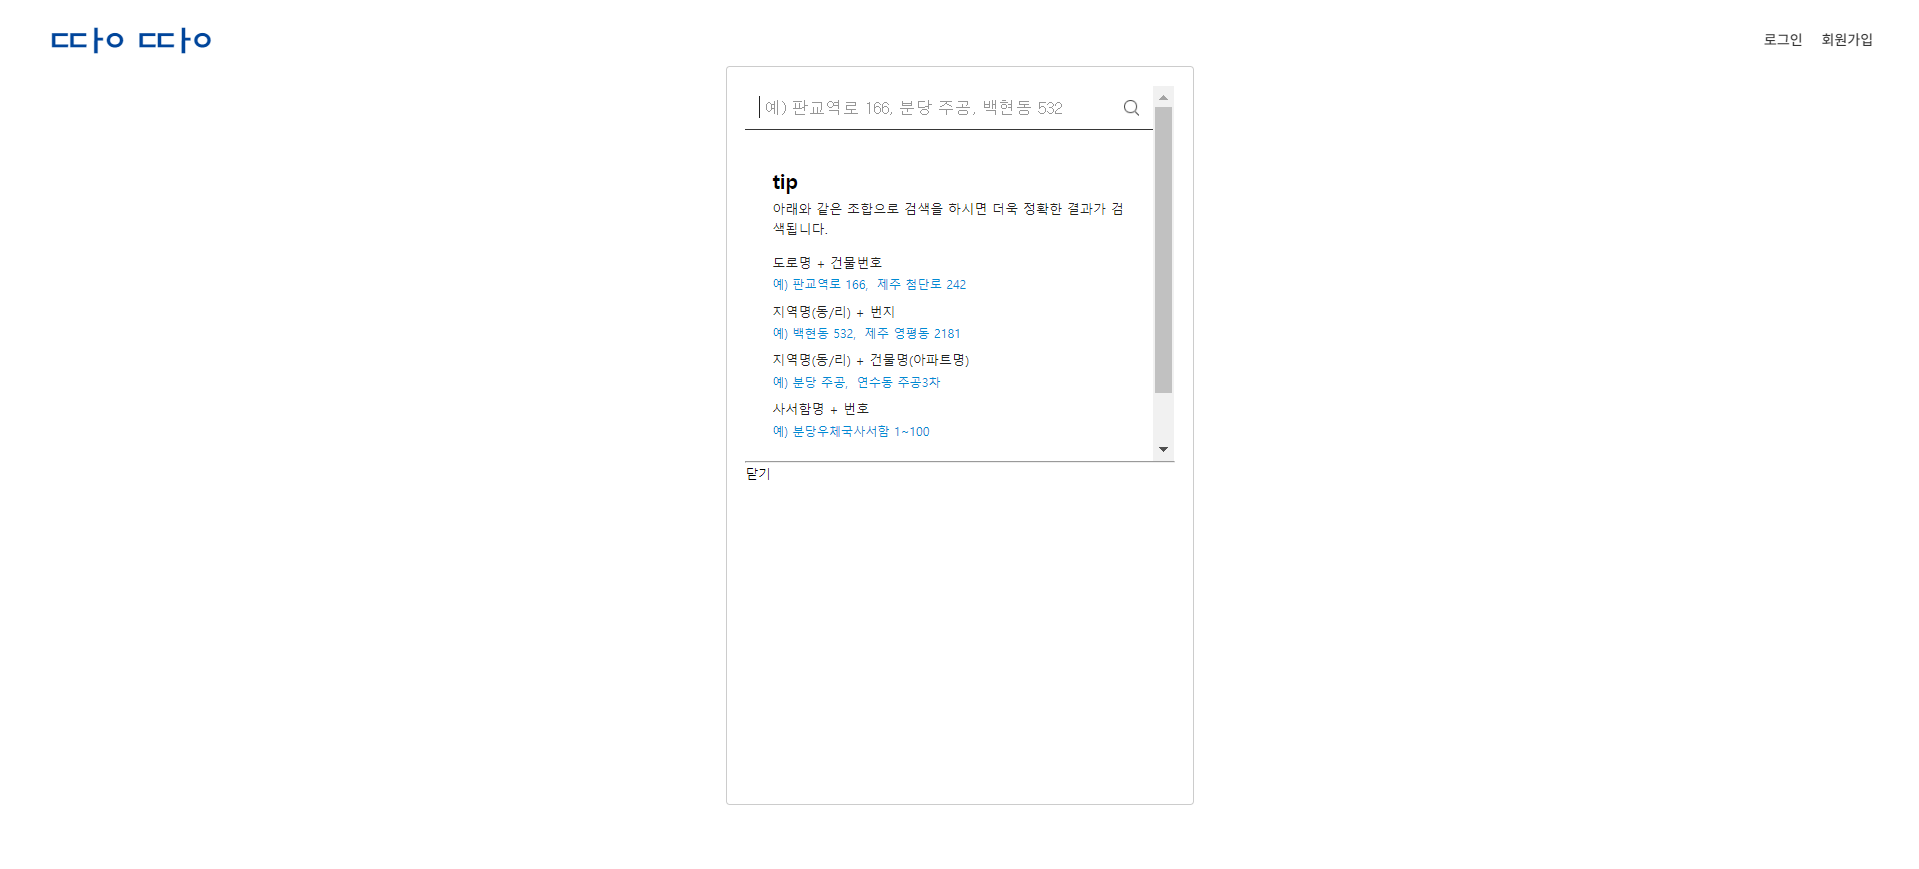 따이 따이
로그인 회원가입
예) 판교역로 166, 분당 주공, 백현동 532
tip
아래와 같은 조합으로 검색을 하시면 더욱 정확한 결과가 검
색됩니다.
도로명 + 건물번호
예) 판교역로 166, 제주 첨단로 242
지역명(동/리) + 번지
예) 백현동 532, 제주 영평동 2181
지역명(동/리) + 건물명(아파트명)
예) 분당 주공, 연수동 주공3차
사서함명 + 번호
예) 분당우체국사서함 1~100
닫기